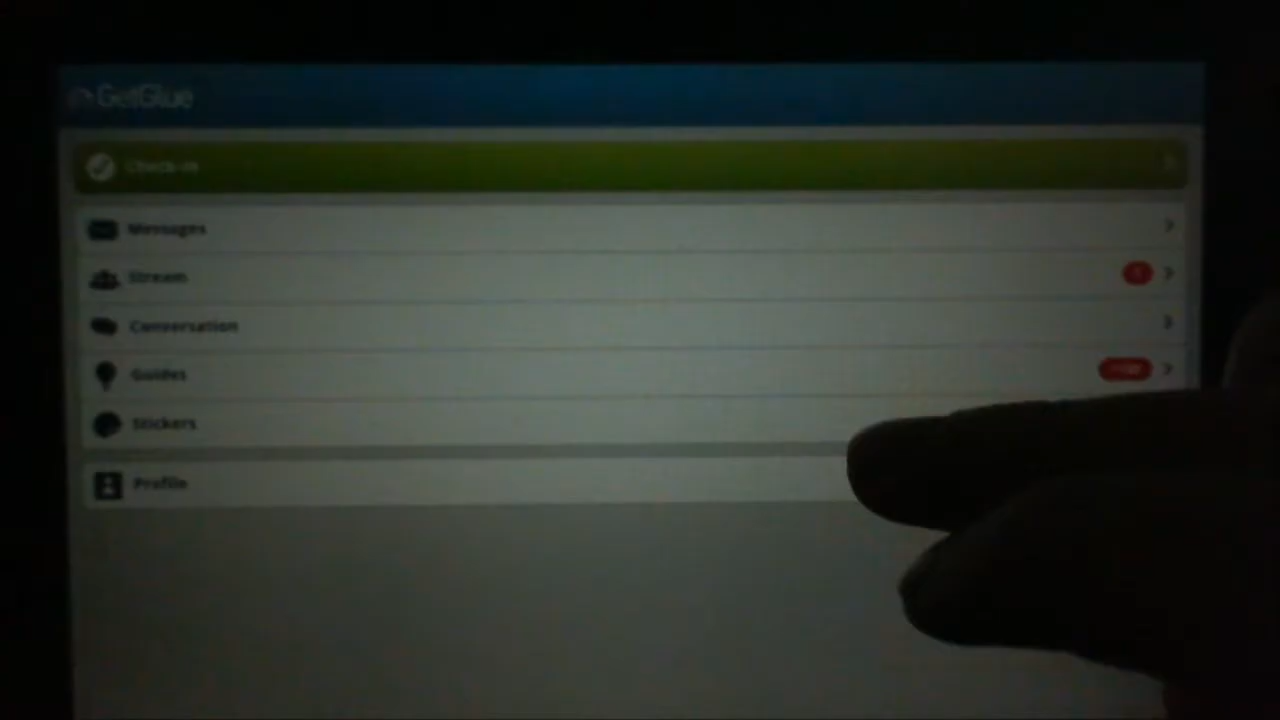 GetGlue
Check-in
Messages
Stream
Conversation
Guides
Stickers
Profile